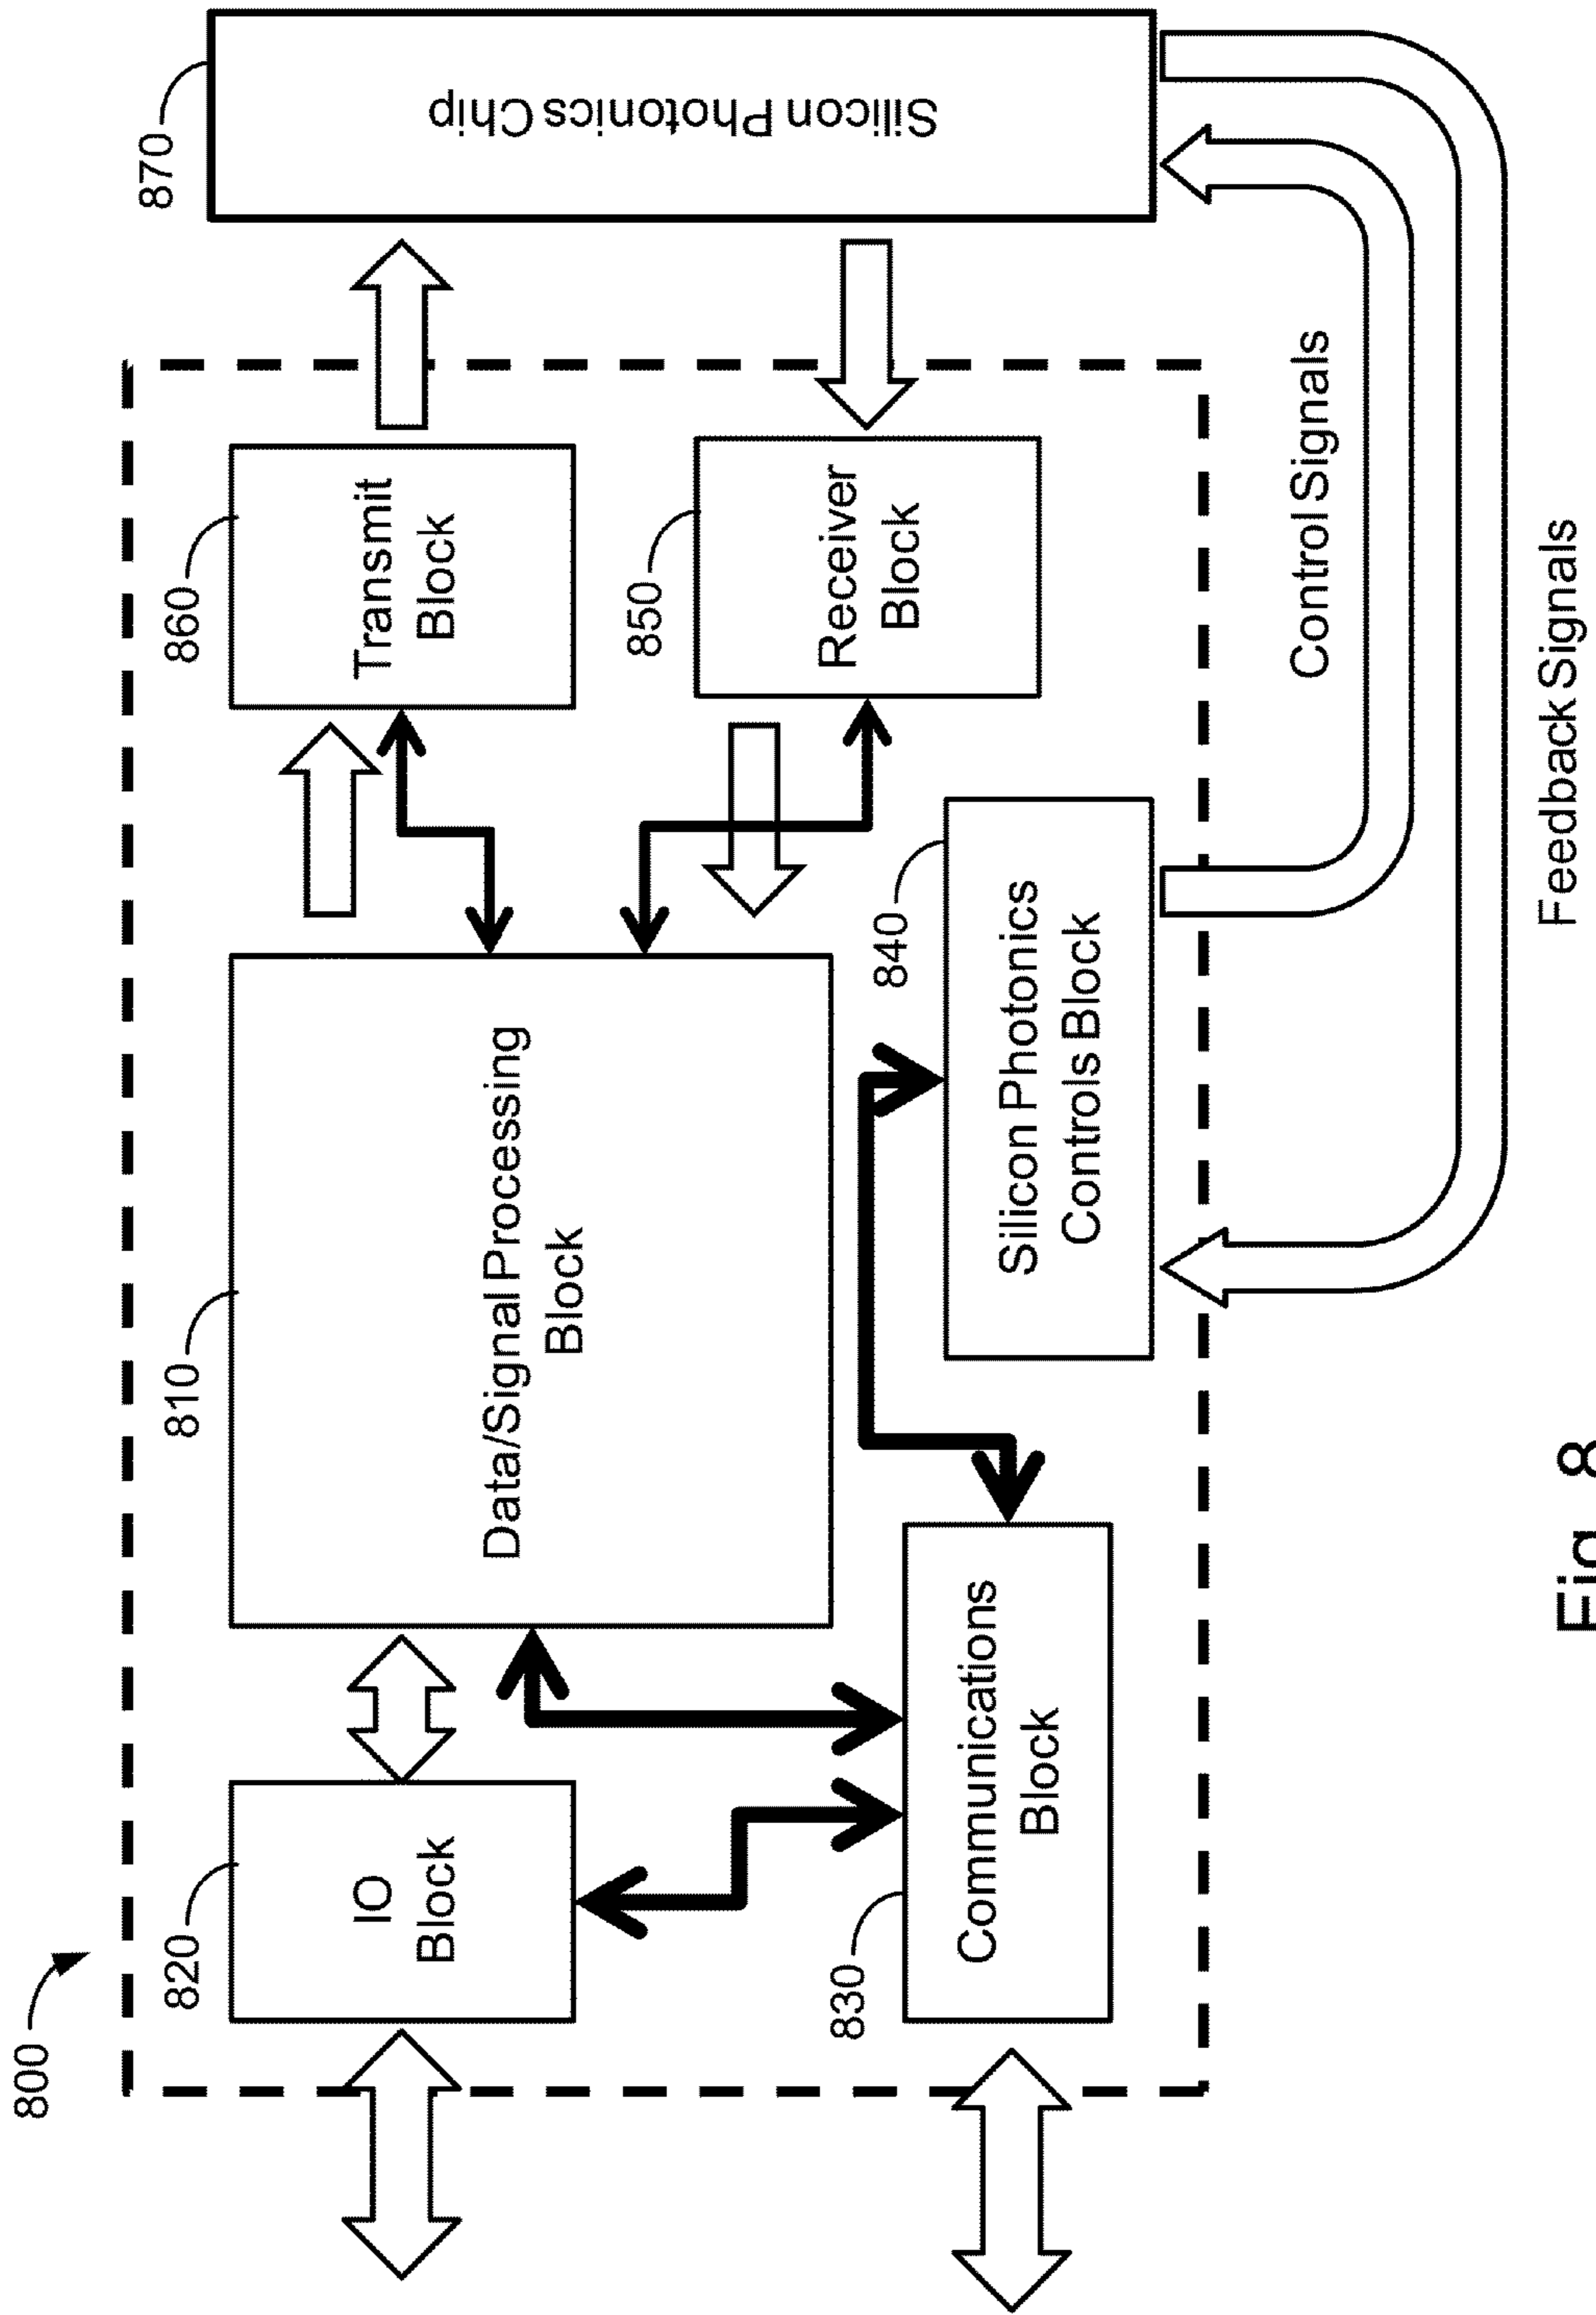 800
820
IO
Block
810
Data/Signal Processing
Block
860
Transmit
Block
870
Silicon Photonics Chip
850
Receiver
Block
830
Communications
Block
840
Silicon Photonics
Controls Block
Control Signals
Feedback Signals
Fig. 8